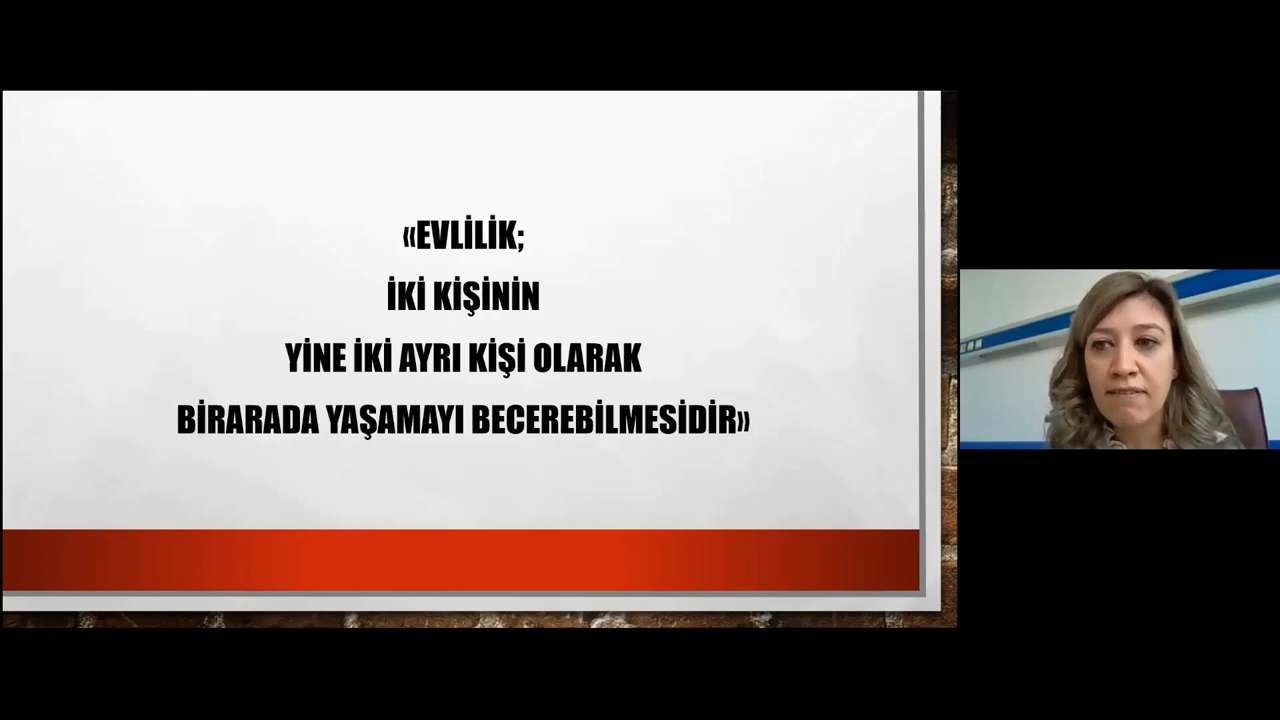 «EVLİLİK;
İKİ KİŞİNİN
YİNE İKİ AYRI KİŞİ OLARAK
BİRARADA YAŞAMAYI BECEREBİLMESİDİR»